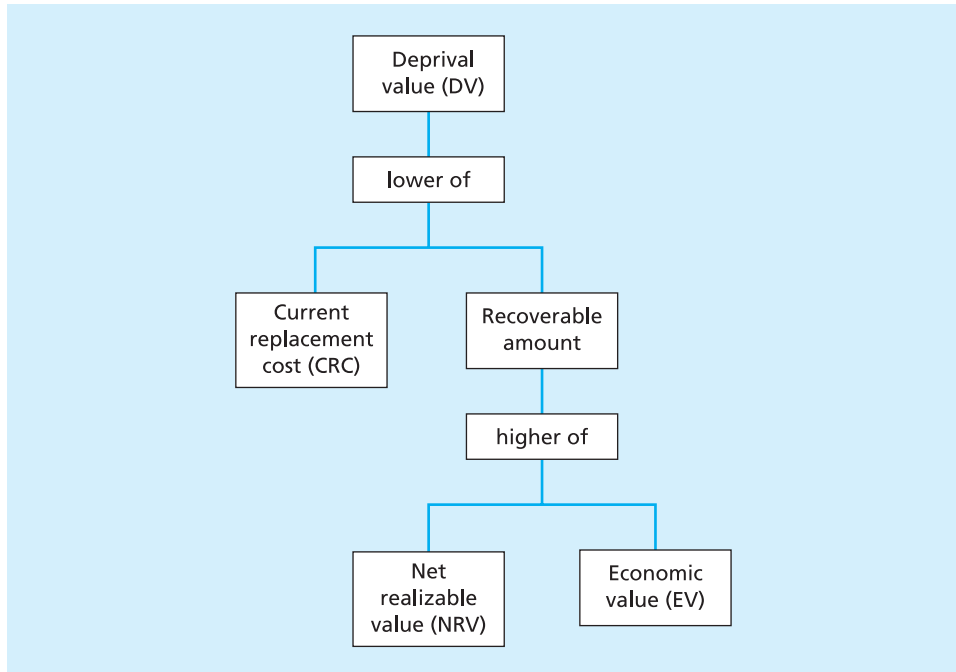 Deprival
value (DV)
lower of
Current
replacement
cost (CRC)
Recoverable
amount
higher of
Net
realizable
value (NRV)
Economic
value (EV)